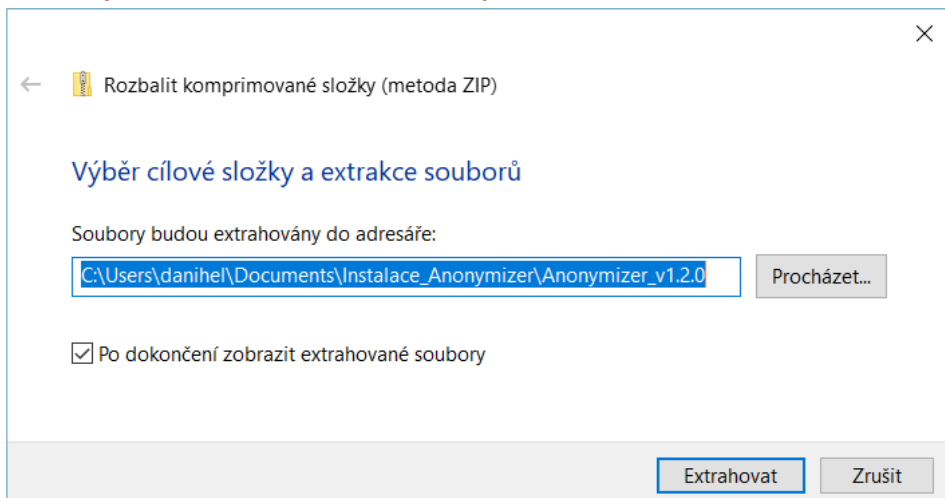 Rozbalit komprimované složky (metoda ZIP)
Výběr cílové složky a extrakce souborů
Soubory budou extrahovány do adresáře:
C:\Users\danihel\Documents\Instalace_Anonymizer\Anonymizer_v1.2.0
Procházet...
Po dokončení zobrazit extrahované soubory
Extrahovat
Zrušit